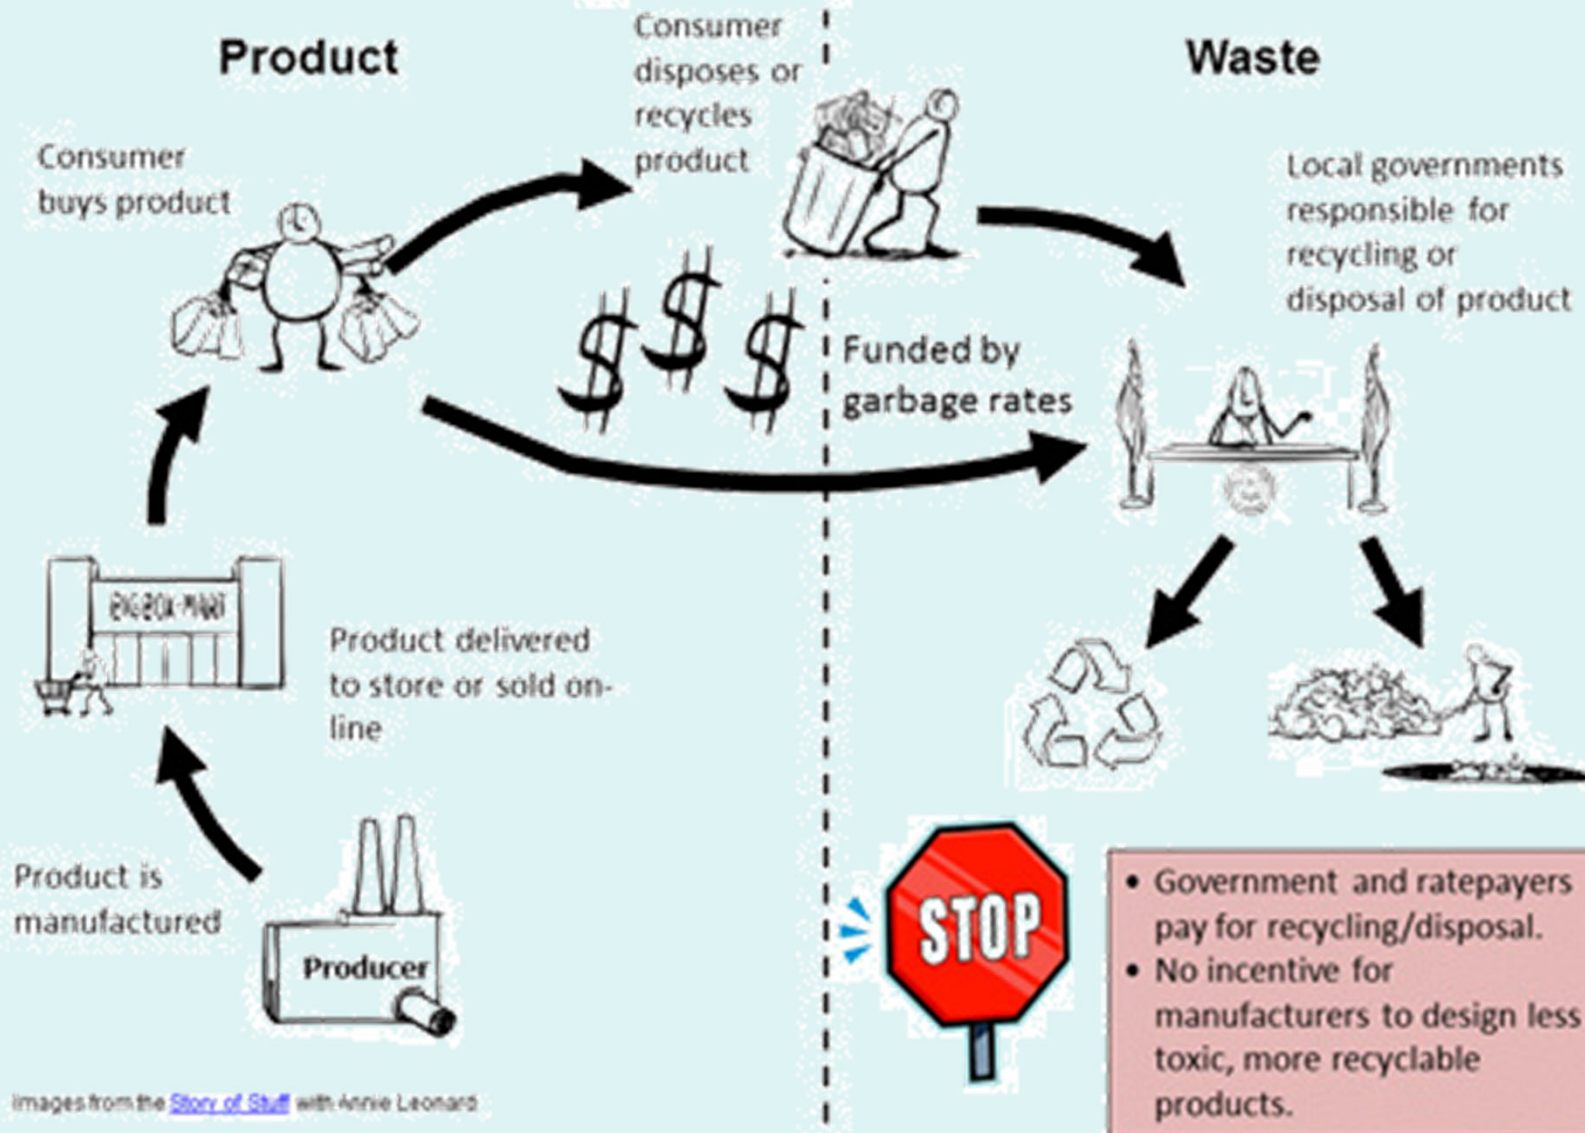 Product
Waste
Consumer
disposes or
recycles
product
Consumer
buys product
Local governments
responsible for
recycling or
disposal of product
$ $ $
Funded by
garbage rates
BIG BOX-MART
Product delivered
to store or sold on-
line
Product is
manufactured
Producer
STOP
• Government and ratepayers
pay for recycling/disposal.
• No incentive for
manufacturers to design less
toxic, more recyclable
products.
Images from the Story of Stuff with Annie Leonard